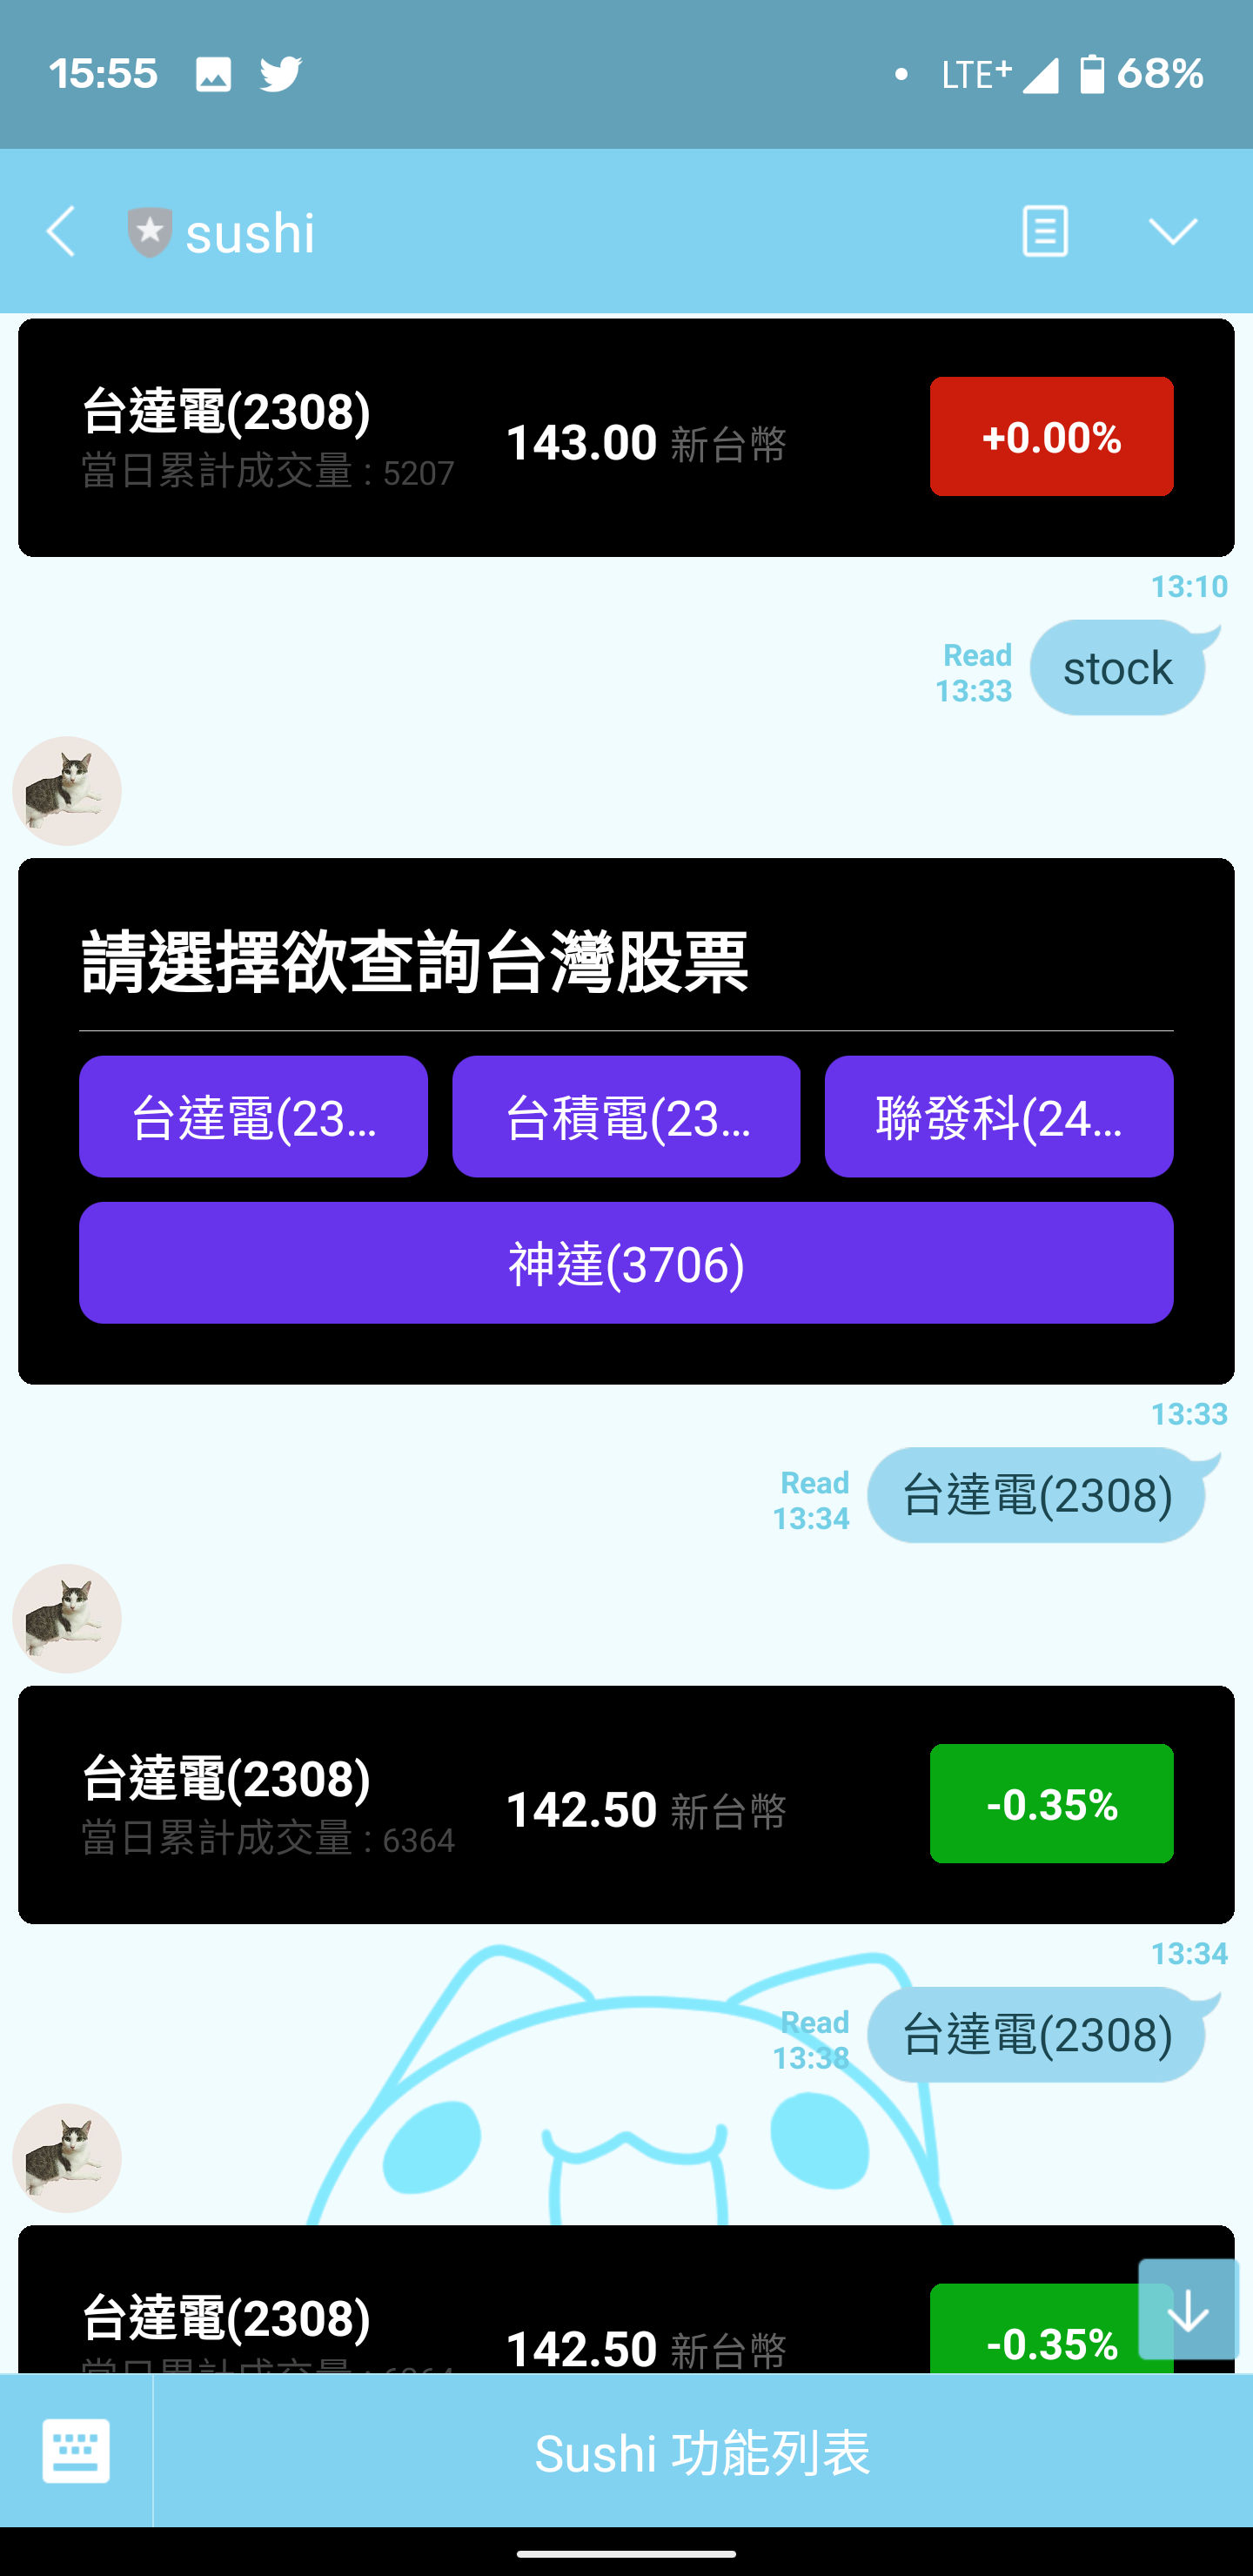 15:55
LTE+
68%
sushi
台達電(2308)
當日累計成交量 : 5207
143.00 新台幣
+0.00%
13:10
Read
13:33
stock
請選擇欲查詢台灣股票
台達電(23...
台積電(23...
聯發科(24...
神達(3706)
13:33
Read
13:34
台達電(2308)
台達電(2308)
當日累計成交量 : 6364
142.50 新台幣
-0.35%
13:34
Read
13:38
台達電(2308)
台達電(2308)
142.50 新台幣
-0.35%
Sushi 功能列表